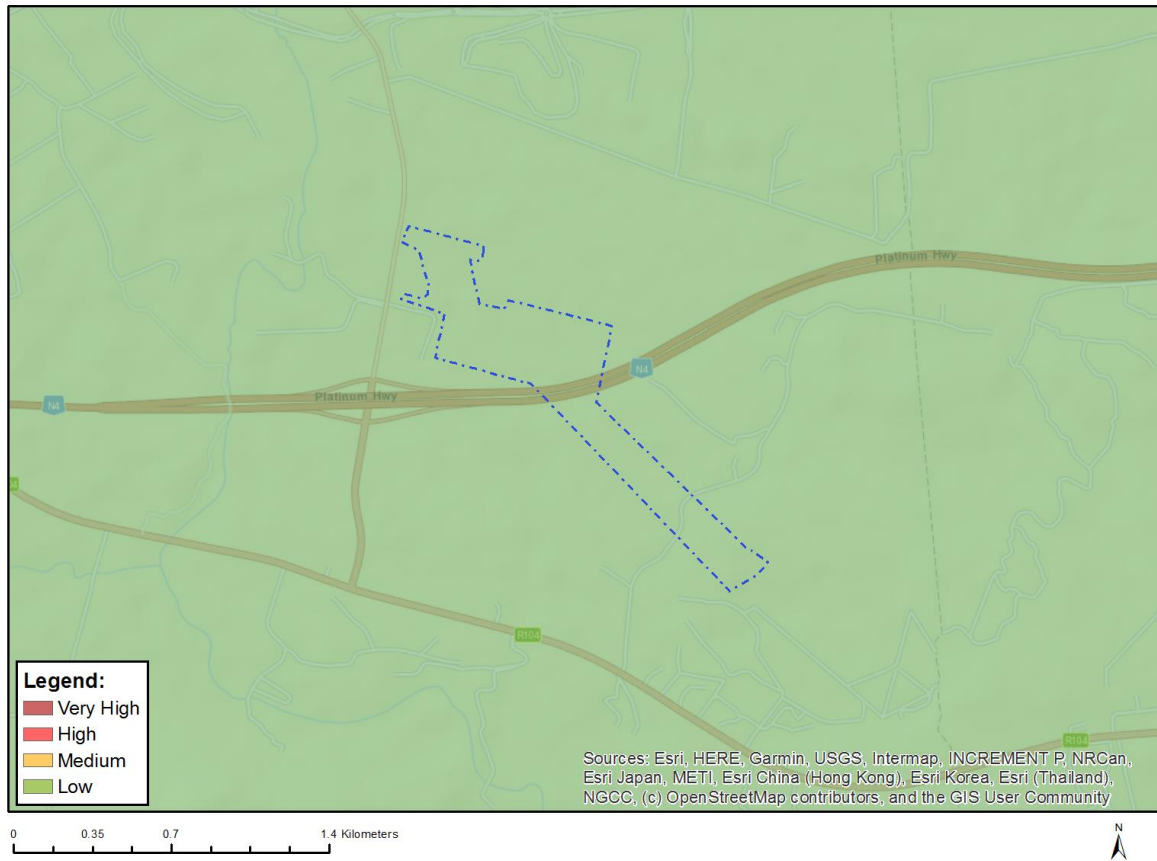 Platinum Hwy
N4
N4
Platinum Hwy
R104
R104
Legend:
Very High
High
Medium
Low
Sources: Esri, HERE, Garmin, USGS, Intermap, INCREMENT P, NRCan,
Esri Japan, METI, Esri China (Hong Kong), Esri Korea, Esri (Thailand),
NGCC, (c) OpenStreetMap contributors, and the GIS User Community
0 0.35 0.7 1.4 Kilometers
N